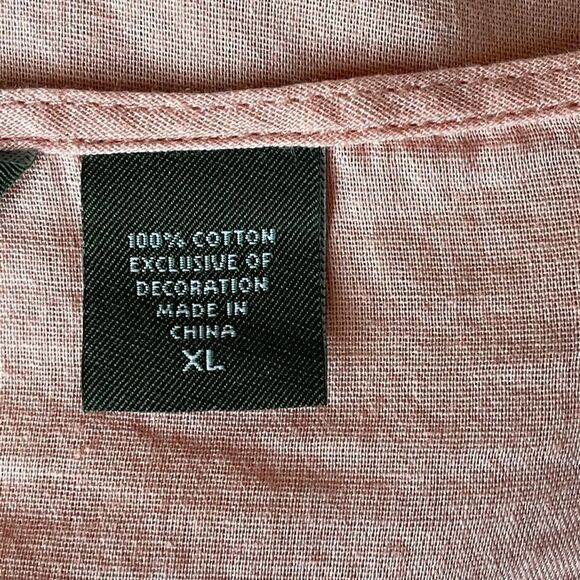 100% COTTON
EXCLUSIVE OF
DECORATION
MADE IN
CHINA
XL